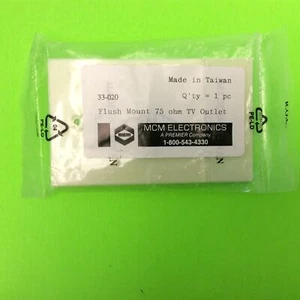 Made in Taiwan
33-020 Q'ty = 1 pc
Flush Mount 75 ohm TV Outlet
MCM ELECTRONICS
A PREMIER Company
1-800-543-4330